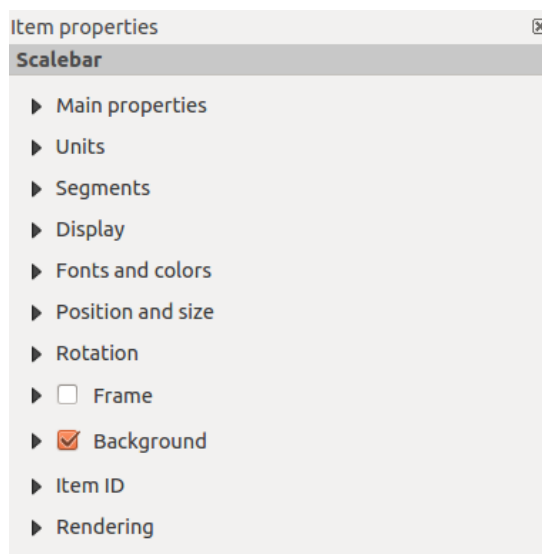 Item properties
Scalebar
Main properties
Units
Segments
Display
Fonts and colors
Position and size
Rotation
Frame
Background
Item ID
Rendering